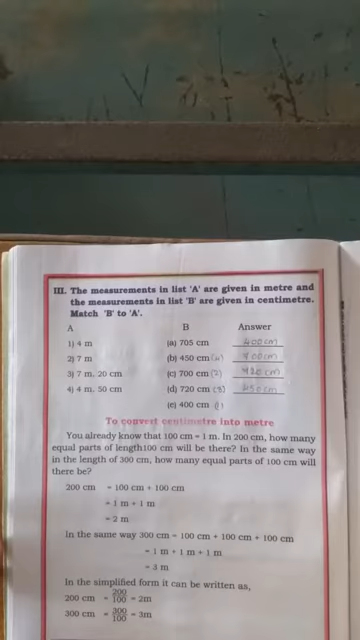 III. The measurements in list 'A' are given in metre and
the measurements in list 'B' are given in centimetre.
Match 'B' to 'A'.
A B Answer
1) 4 m (a) 705 cm 400 cm
2) 7 m (b) 450 cm (4) 700 cm
3) 7 m. 20 cm (c) 700 cm (2) 720 cm
4) 4 m. 50 cm (d) 720 cm (3) 450 cm
(e) 400 cm (1)
To convert centimetre into metre
You already know that 100 cm = 1 m. In 200 cm, how many
equal parts of length100 cm will be there? In the same way
in the length of 300 cm, how many equal parts of 100 cm will
there be?
200 cm = 100 cm + 100 cm
= 1 m + 1 m
= 2 m
In the same way 300 cm = 100 cm + 100 cm + 100 cm
= 1 m + 1 m + 1 m
= 3 m
In the simplified form it can be written as,
200 cm = 200/100 = 2m
300 cm = 300/100 = 3m